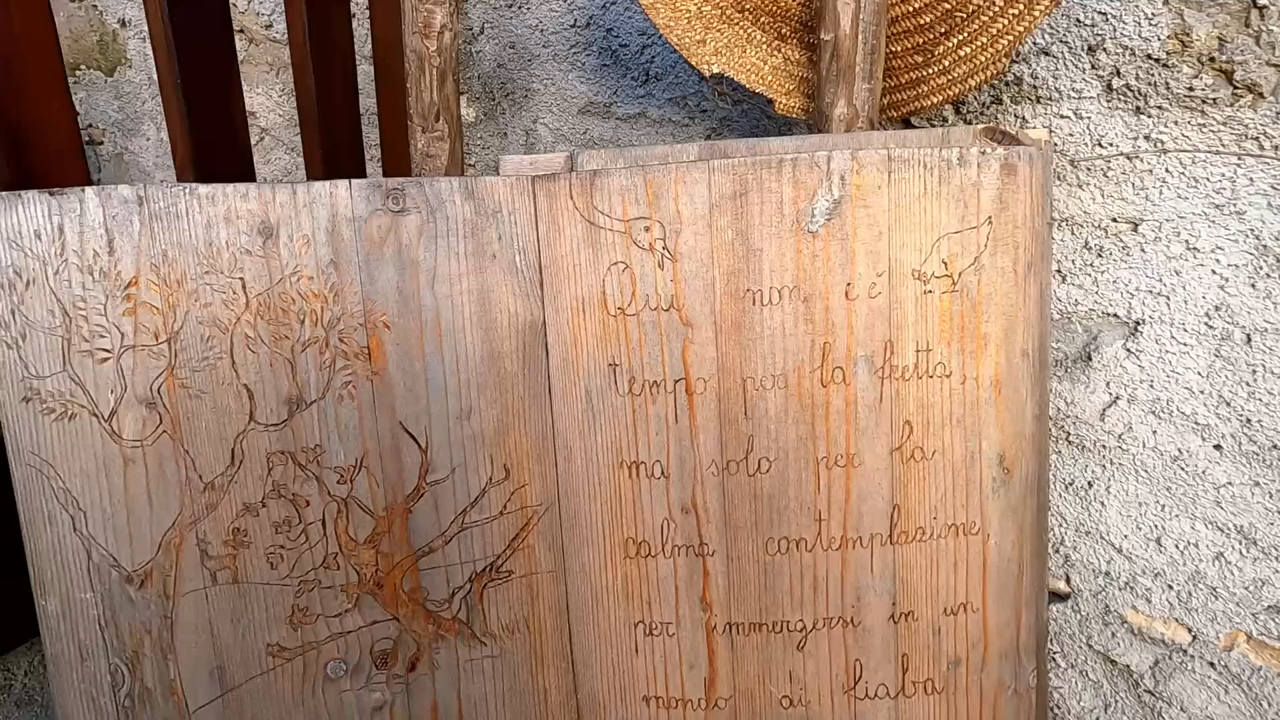 Qui non c'é
tempo per la fretta,
ma solo per la
calma contemplazione,
per immergersi in un
mondo di fiaba